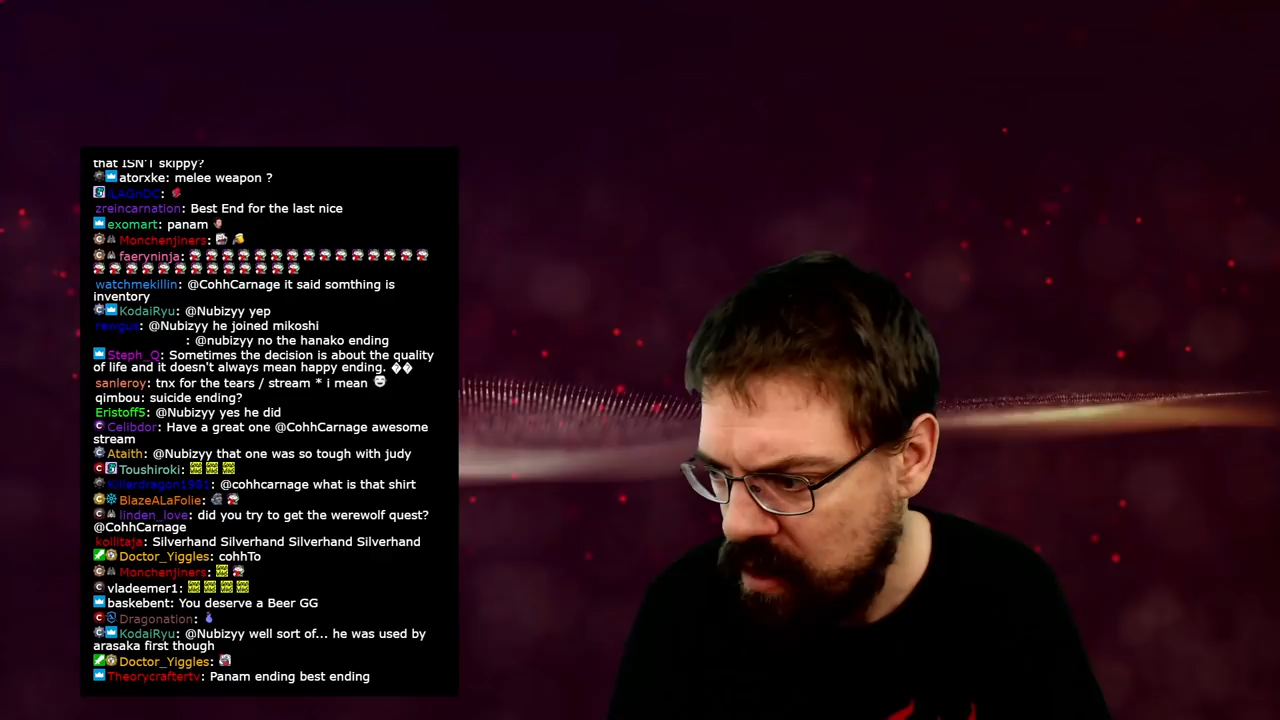 that ISN'T skippy?
atorxke: melee weapon ?
LAGnDC:
zreincarnation: Best End for the last nice
exomart: panam
Monchenjiners:
faeryninja:
watchmekillin: @CohhCarnage it said somthing is
inventory
KodaiRyu: @Nubizyy yep
rengus: @Nubizyy he joined mikoshi
: @nubizyy no the hanako ending
Steph_Q: Sometimes the decision is about the quality
of life and it doesn't always mean happy ending. ��
sanleroy: tnx for the tears / stream * i mean
qimbou: suicide ending?
Eristoff5: @Nubizyy yes he did
Celibdor: Have a great one @CohhCarnage awesome
stream
Ataith: @Nubizyy that one was so tough with judy
Toushiroki:
Killerdragon1981: @cohhcarnage what is that shirt
BlazeALaFolie:
linden_love: did you try to get the werewolf quest?
@CohhCarnage
kollitaja: Silverhand Silverhand Silverhand Silverhand
Doctor_Yiggles: cohhTo
Monchenjiners:
vladeemer1:
baskebent: You deserve a Beer GG
Dragonation:
KodaiRyu: @Nubizyy well sort of... he was used by
arasaka first though
Doctor_Yiggles:
Theorycraftertv: Panam ending best ending